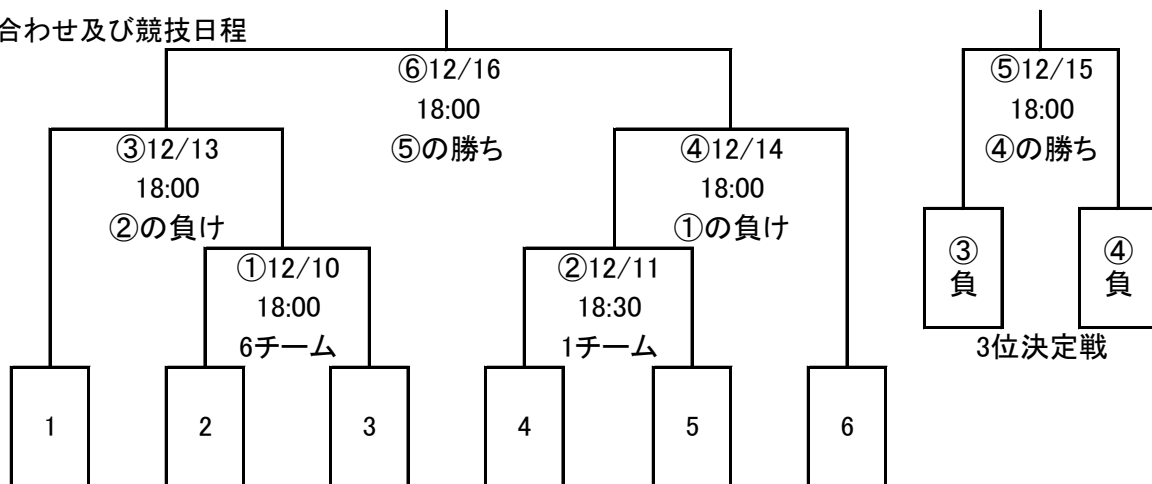 合わせ及び競技日程
⑥12/16
18:00
⑤の勝ち
③12/13
18:00
②の負け
④12/14
18:00
①の負け
①12/10
18:00
6チーム
②12/11
18:30
1チーム
1
2
3
4
5
6
⑤12/15
18:00
④の勝ち
③
負
④
負
3位決定戦